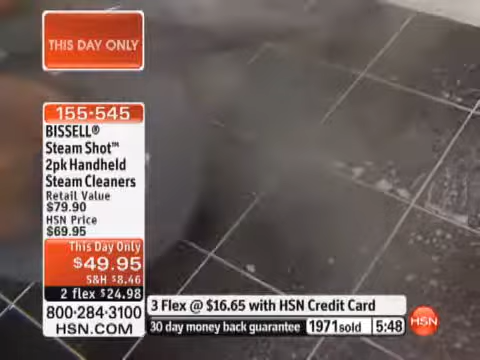 THIS DAY ONLY
155-545
BISSELL®
Steam Shot™
2pk Handheld
Steam Cleaners
Retail Value
$79.90
HSN Price
$69.95
This Day Only
$49.95
S&H $8.46
2 flex @ $24.98
800-284-3100
HSN.COM
3 Flex @ $16.65 with HSN Credit Card
30 day money back guarantee 1971 sold 5:48
HSN